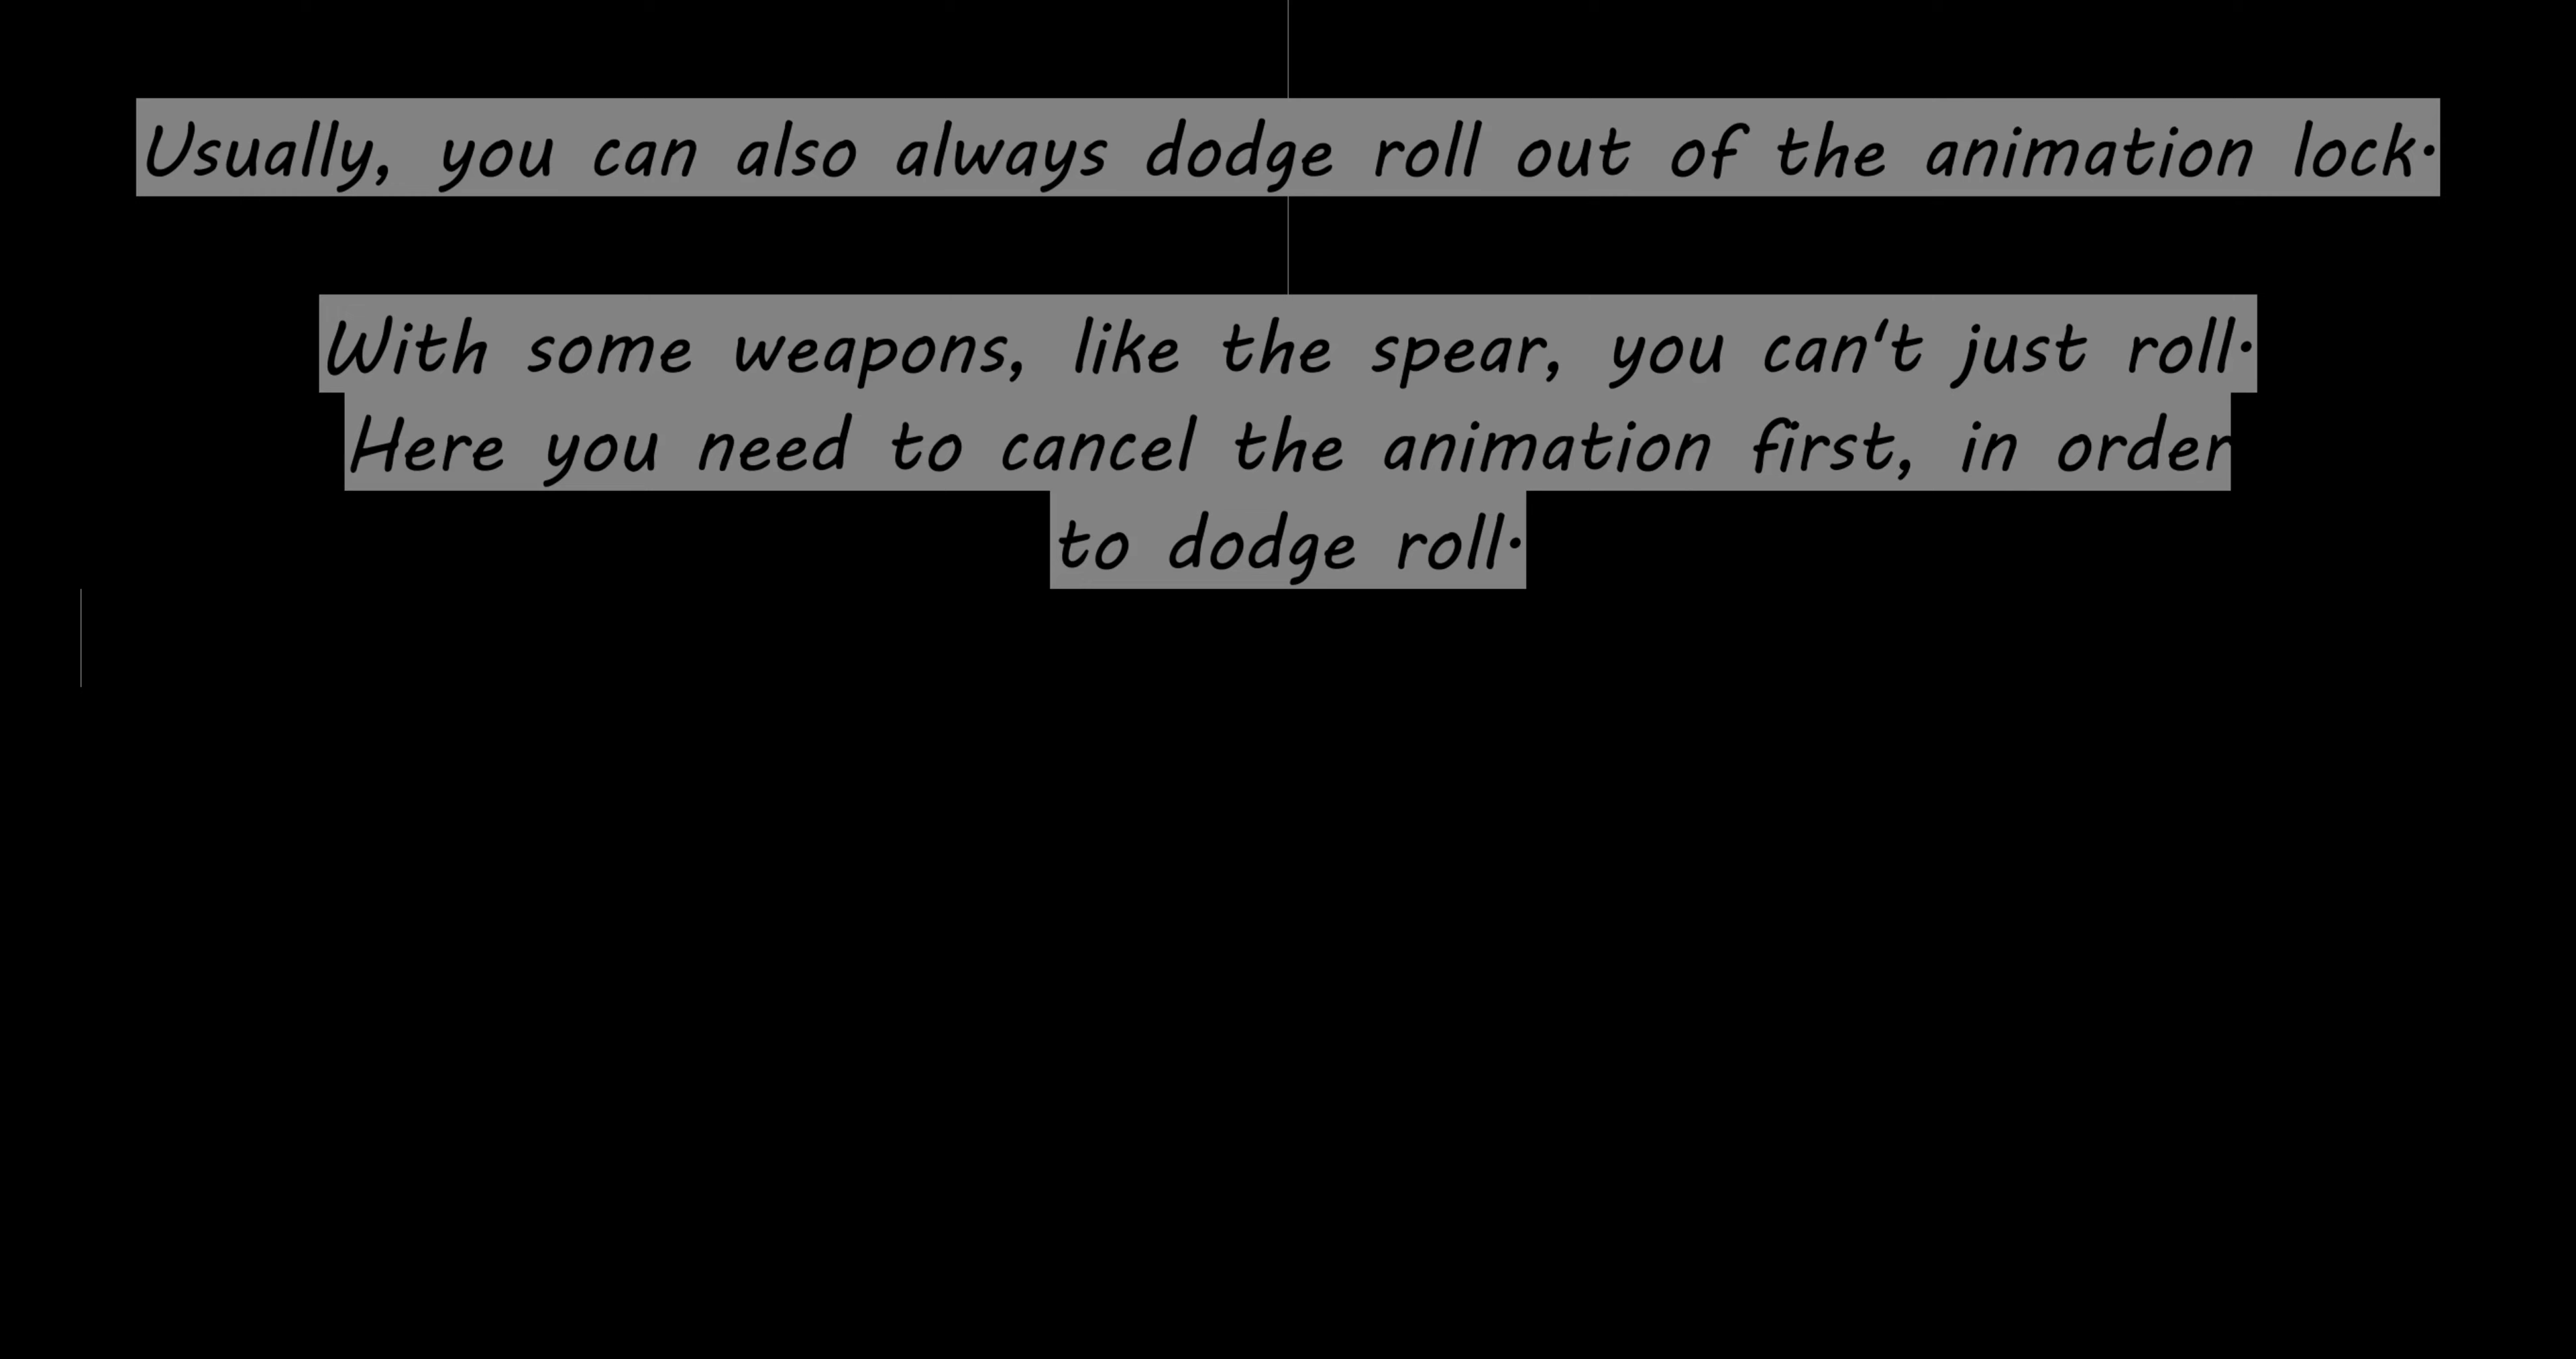 Usually, you can also always dodge roll out of the animation lock.
With some weapons, like the spear, you can't just roll.
Here you need to cancel the animation first, in order
to dodge roll.